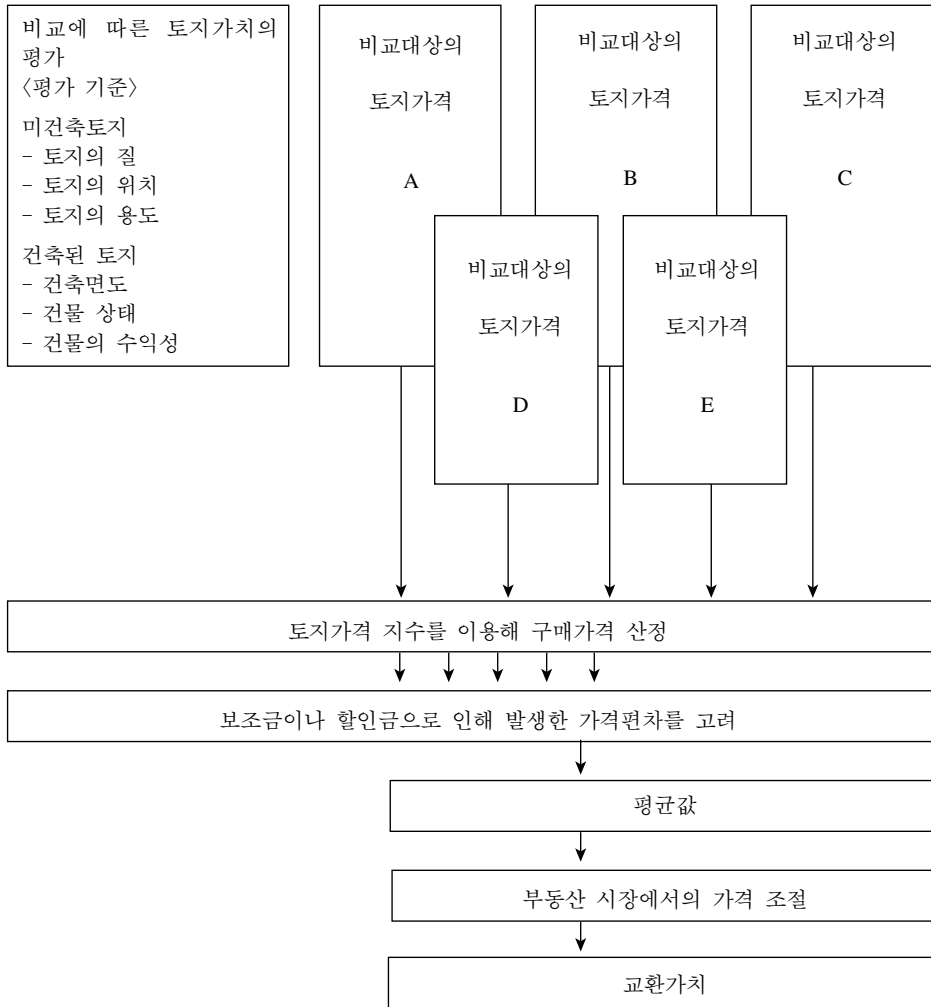 비교에 따른 토지가치의
평가
〈평가 기준〉
미건축토지
- 토지의 질
- 토지의 위치
- 토지의 용도
건축된 토지
- 건축면도
- 건물 상태
- 건물의 수익성
비교대상의
토지가격
A
비교대상의
토지가격
B
비교대상의
토지가격
C
비교대상의
토지가격
D
비교대상의
토지가격
E
토지가격 지수를 이용해 구매가격 산정
보조금이나 할인금으로 인해 발생한 가격편차를 고려
평균값
부동산 시장에서의 가격 조절
교환가치